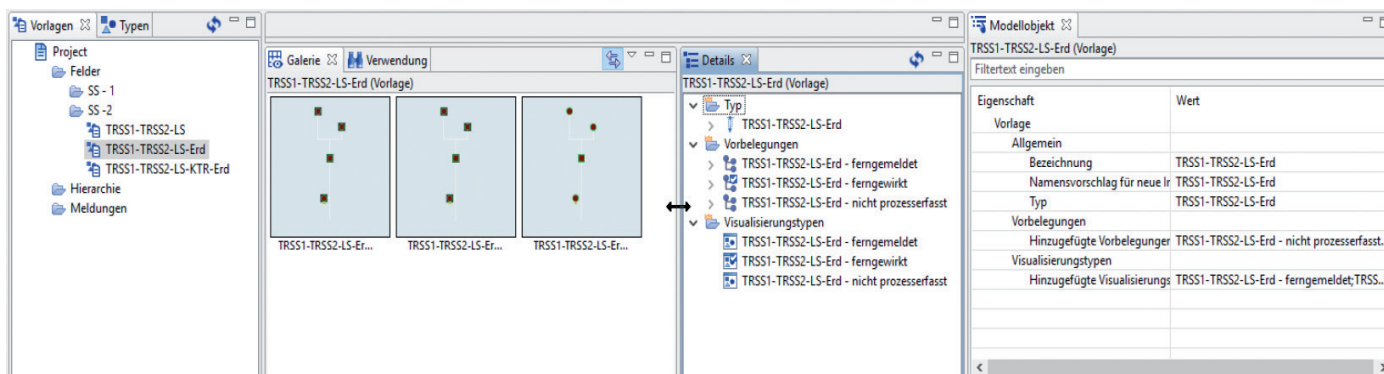 Vorlagen
Typen
Project
Felder
SS - 1
SS -2
TRSS1-TRSS2-LS
TRSS1-TRSS2-LS-Erd
TRSS1-TRSS2-LS-KTR-Erd
Hierarchie
Meldungen
Galerie
Verwendung
TRSS1-TRSS2-LS-Erd (Vorlage)
TRSS1-TRSS2-LS-Er...
TRSS1-TRSS2-LS-Er...
TRSS1-TRSS2-LS-Er...
Details
TRSS1-TRSS2-LS-Erd (Vorlage)
Typ
TRSS1-TRSS2-LS-Erd
Vorbelegungen
TRSS1-TRSS2-LS-Erd - ferngemeldet
TRSS1-TRSS2-LS-Erd - ferngewirkt
TRSS1-TRSS2-LS-Erd - nicht prozesserfasst
Visualisierungstypen
TRSS1-TRSS2-LS-Erd - ferngemeldet
TRSS1-TRSS2-LS-Erd - ferngewirkt
TRSS1-TRSS2-LS-Erd - nicht prozesserfasst
Modellobjekt
TRSS1-TRSS2-LS-Erd (Vorlage)
Filtertext eingeben
Eigenschaft Wert
Vorlage
Allgemein
Bezeichnung TRSS1-TRSS2-LS-Erd
Namensvorschlag für neue Ir TRSS1-TRSS2-LS-Erd
Typ TRSS1-TRSS2-LS-Erd
Vorbelegungen
Hinzugefügte Vorbelegunger TRSS1-TRSS2-LS-Erd - nicht prozesserfasst.
Visualisierungstypen
Hinzugefügte Visualisierungs TRSS1-TRSS2-LS-Erd - ferngemeldet;TRSS...